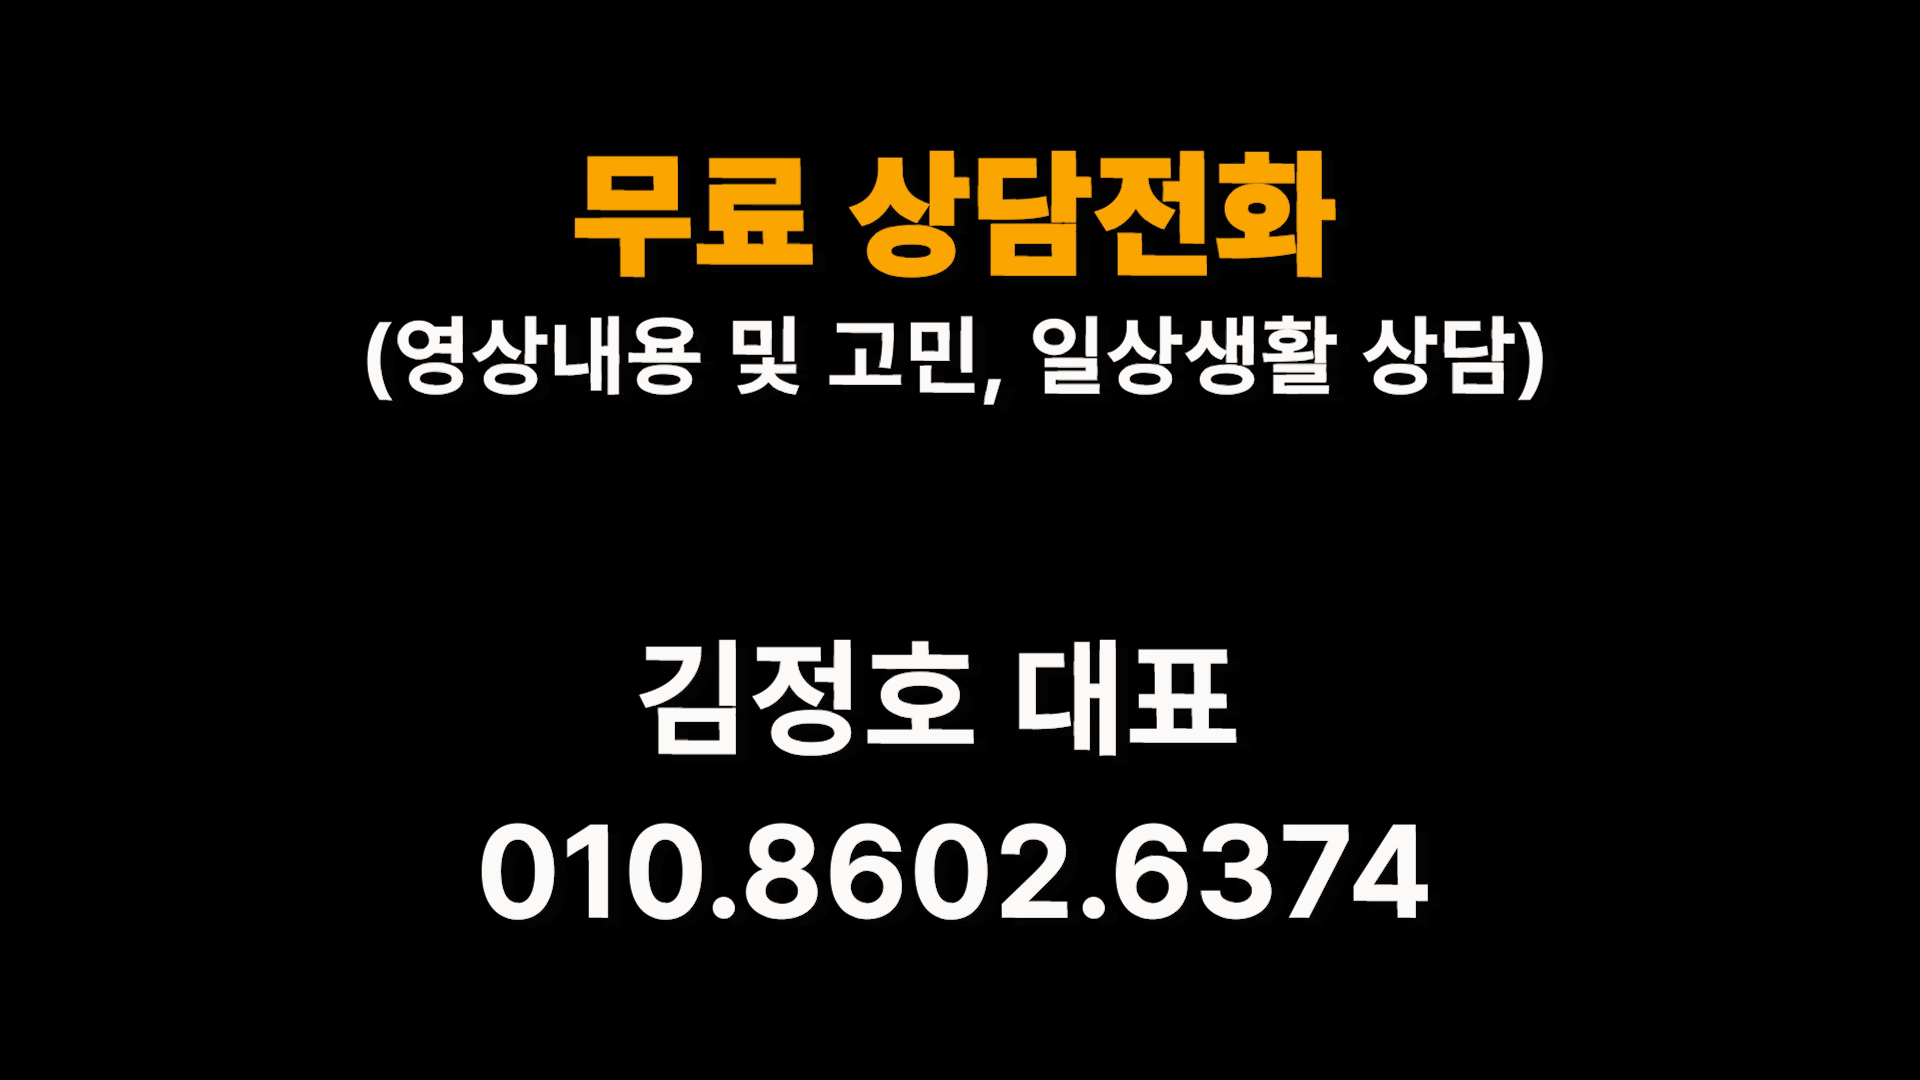 무료 상담전화
(영상내용 및 고민, 일상생활 상담)
김정호 대표
010.8602.6374